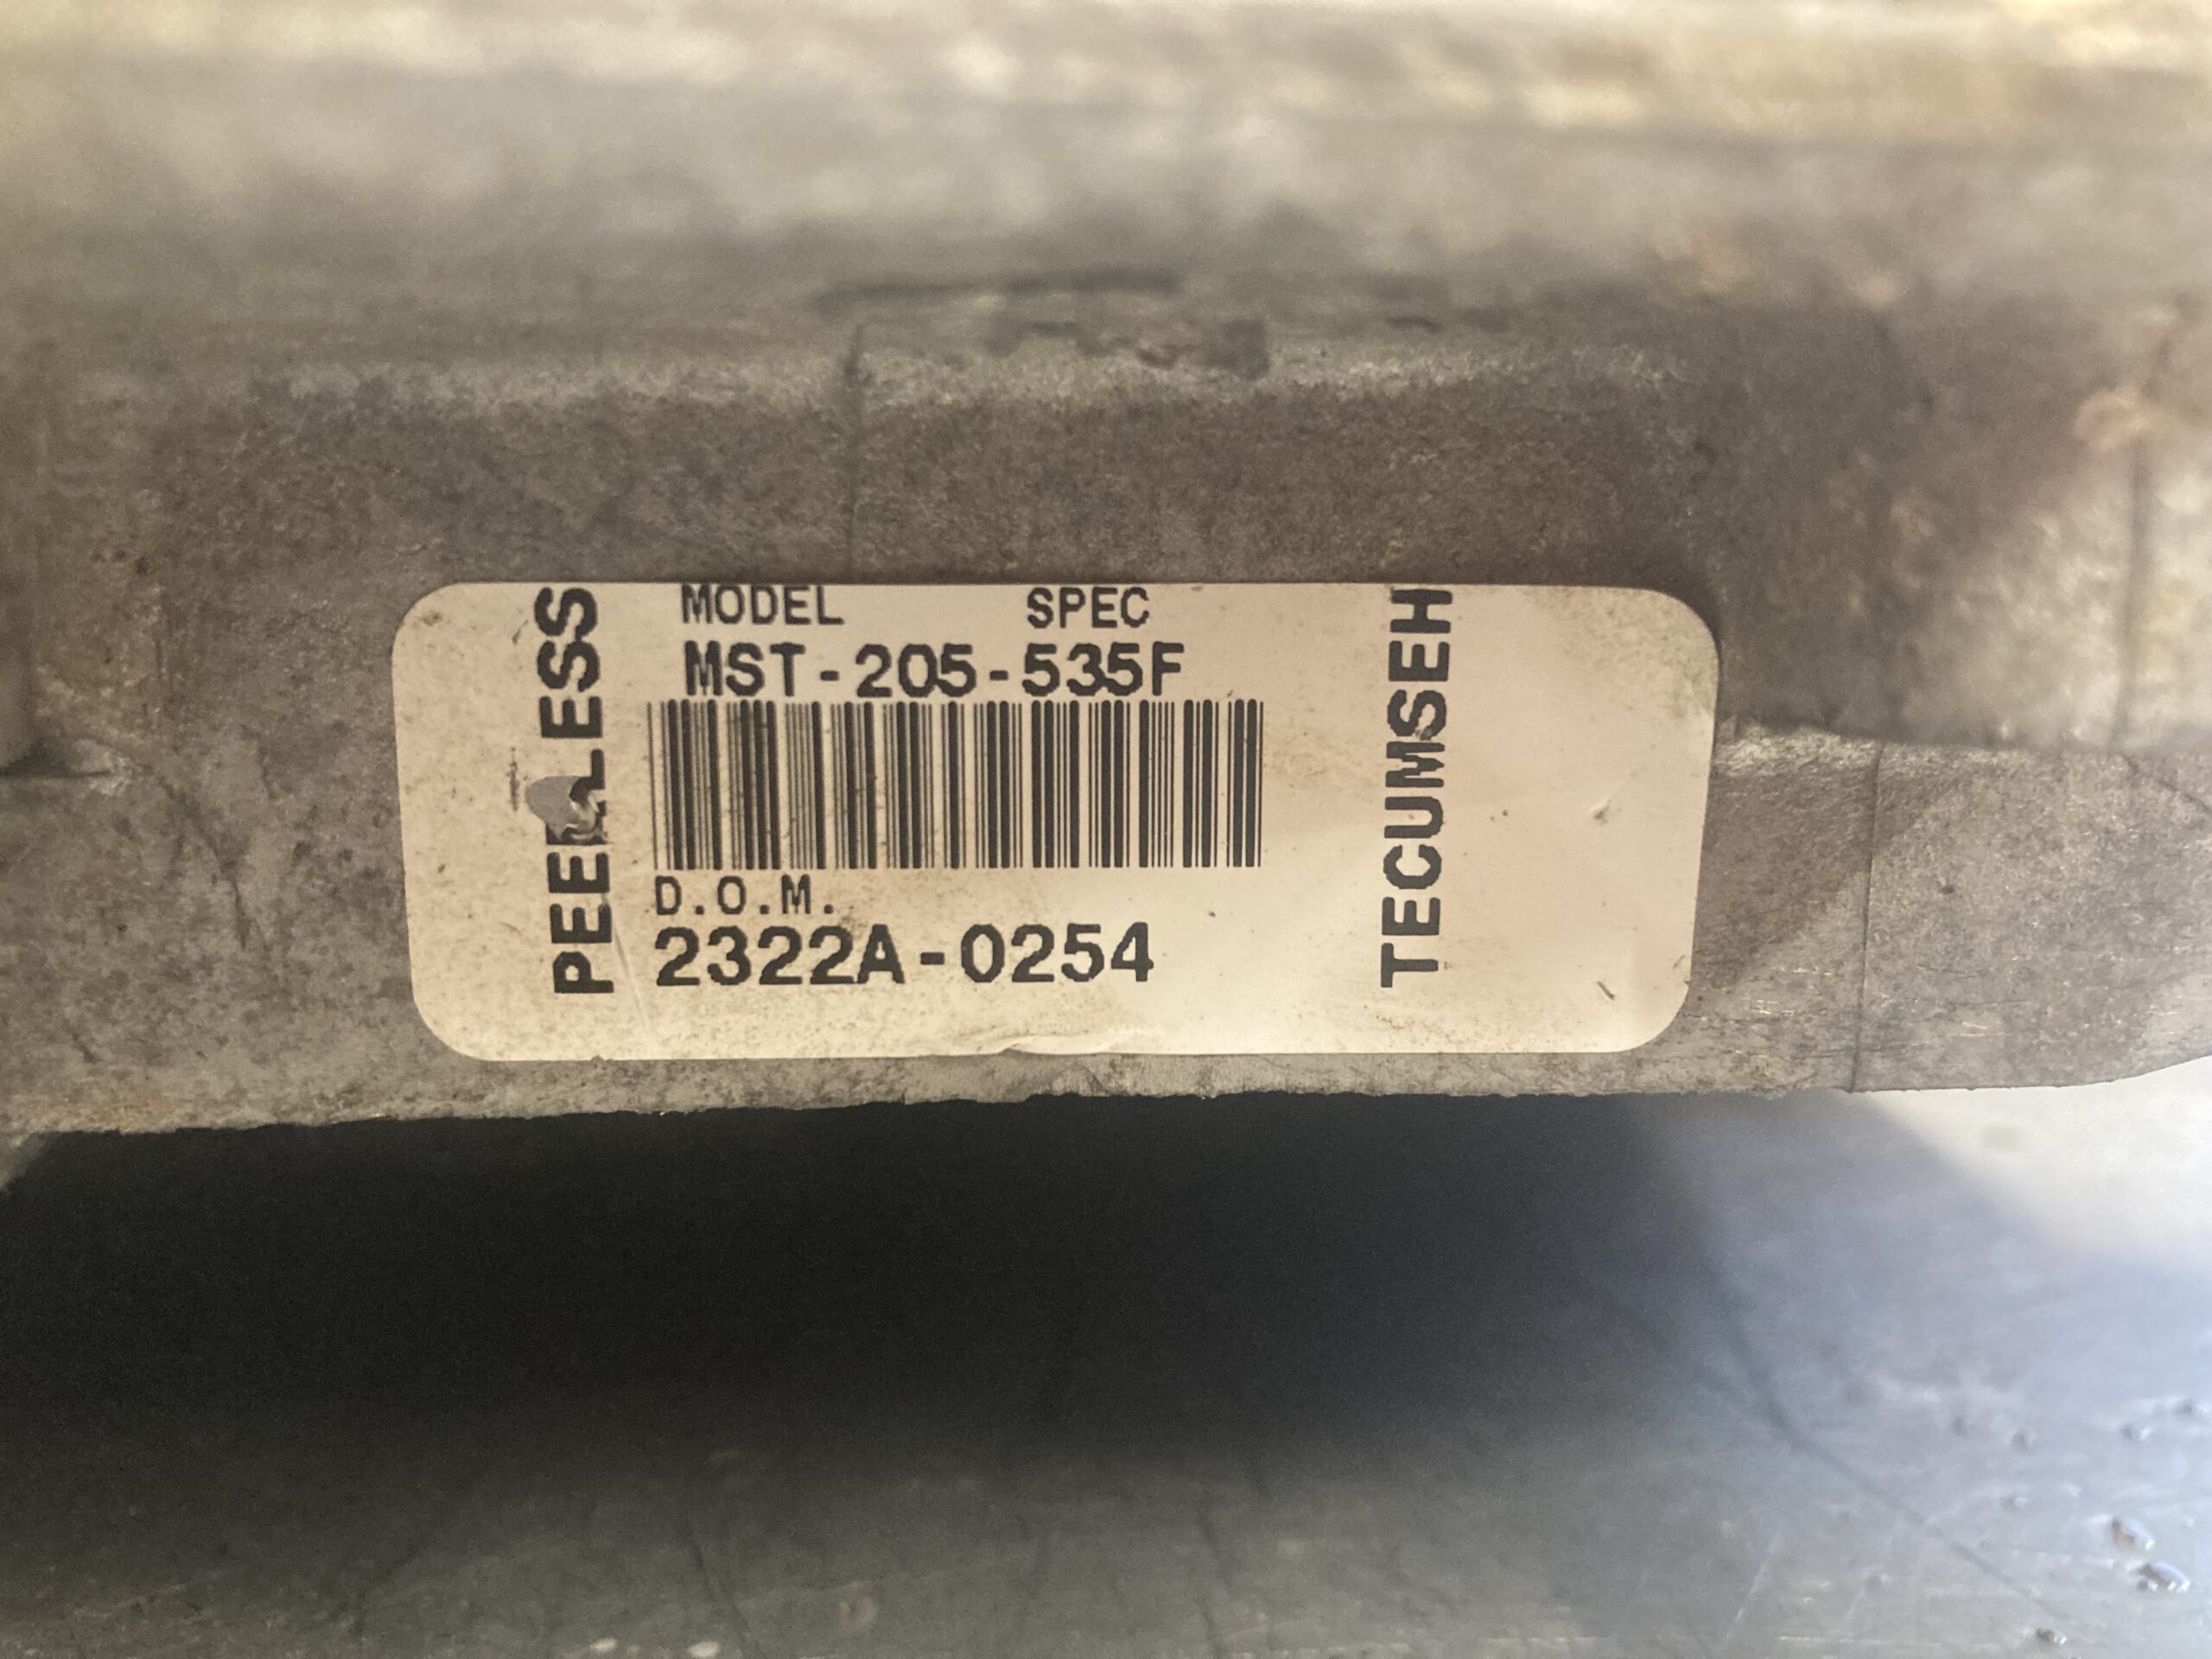 PEERLESS
MODEL SPEC
MST-205-535F
D.O.M.
2322A-0254
TECUMSEH